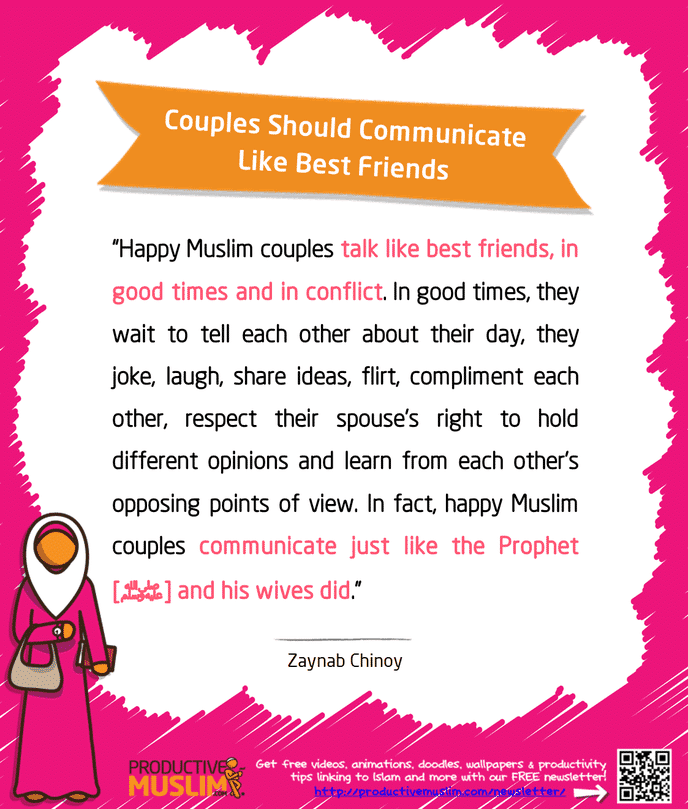 Couples Should Communicate
Like Best Friends
“Happy Muslim couples talk like best friends, in
good times and in conflict. In good times, they
wait to tell each other about their day, they
joke, laugh, share ideas, flirt, compliment each
other, respect their spouse’s right to hold
different opinions and learn from each other’s
opposing points of view. In fact, happy Muslim
couples communicate just like the Prophet
[ﷺ] and his wives did.”
Zaynab Chinoy
PRODUCTIVE
MUSLIM
.COM
Get free videos, animations, doodles, wallpapers & productivity
tips linking to Islam and more with our FREE newsletter!
http://productivemuslim.com/newsletter/